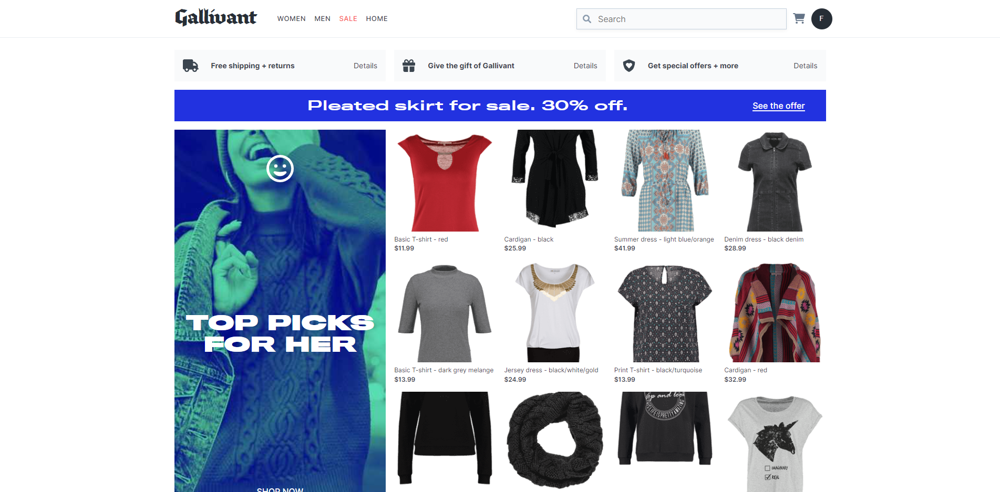 Gallivant
WOMEN MEN SALE HOME
Search
F
Free shipping + returns Details
Give the gift of Gallivant Details
Get special offers + more Details
Pleated skirt for sale. 30% off.
See the offer
TOP PICKS
FOR HER
SHOP NOW
Basic T-shirt - red
$11.99
Cardigan - black
$25.99
Summer dress - light blue/orange
$41.99
Denim dress - black denim
$28.99
Basic T-shirt - dark grey melange
$13.99
Jersey dress - black/white/gold
$24.99
Print T-shirt - black/turquoise
$13.99
Cardigan - red
$32.99
and look
LIFEISPRETTYAMAZING
IMAGINARY
REAL